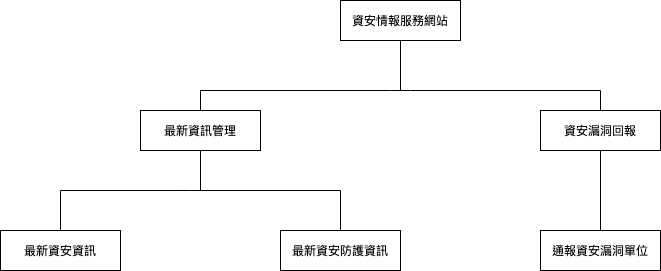 資安情報服務網站
最新資訊管理
資安漏洞回報
最新資安資訊
最新資安防護資訊
通報資安漏洞單位